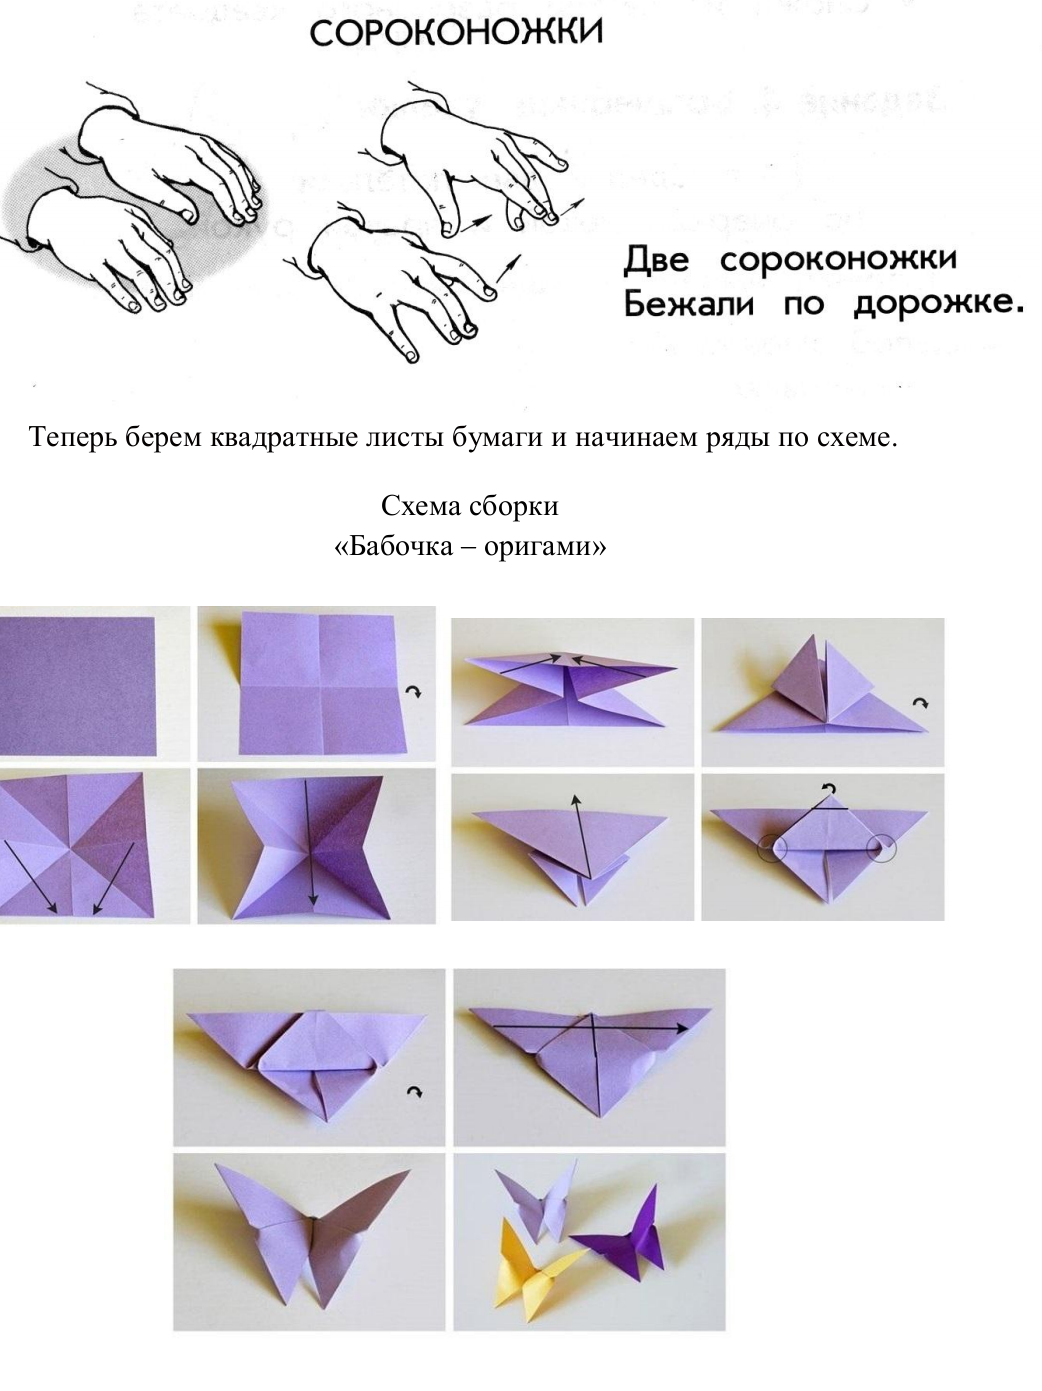 СОРОКОНОЖКИ
Две сороконожки
Бежали по дорожке.
Теперь берем квадратные листы бумаги и начинаем ряды по схеме.
Схема сборки
«Бабочка – оригами»